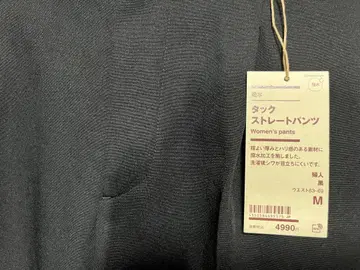 タック
ストレートパンツ
Women's pants
程よい厚みとハリ感のある素材に
撥水加工を施しました。
洗濯後シワが目立ちにくいです。
婦人
黒
M
4990円